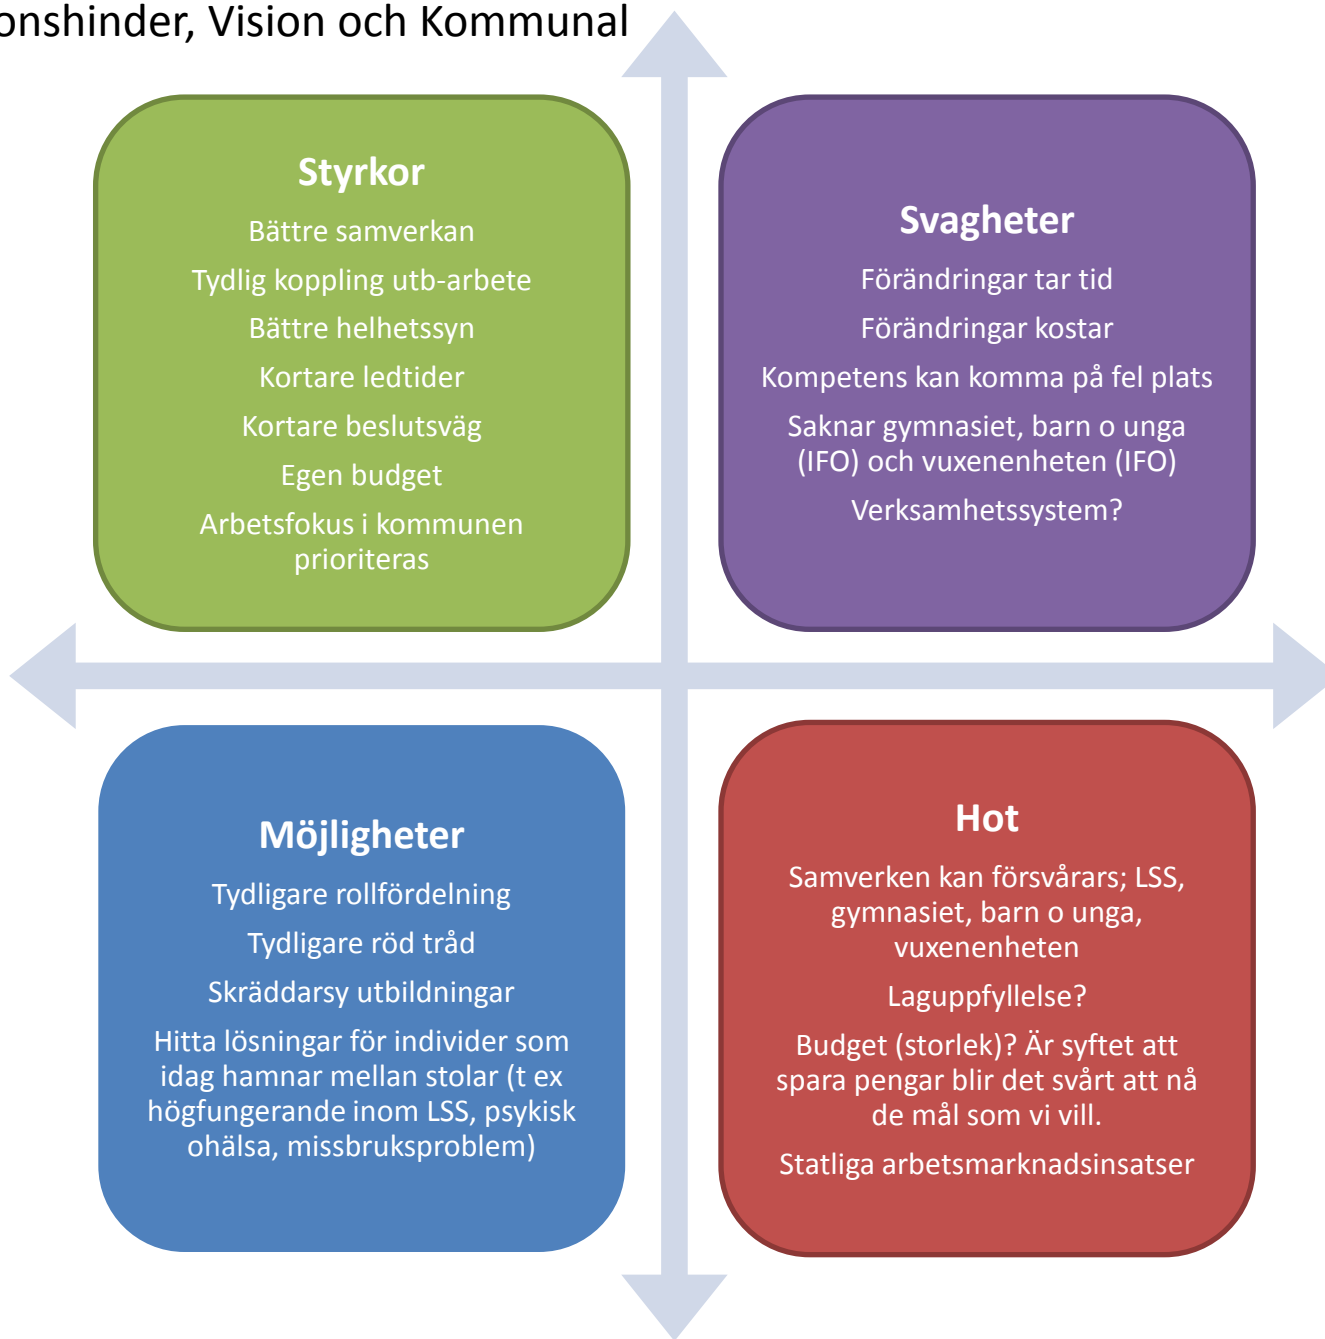 onshinder, Vision och Kommunal
Styrkor
Bättre samverkan
Tydlig koppling utb-arbete
Bättre helhetssyn
Kortare ledtider
Kortare beslutsväg
Egen budget
Arbetsfokus i kommunen
prioriteras
Svagheter
Förändringar tar tid
Förändringar kostar
Kompetens kan komma på fel plats
Saknar gymnasiet, barn o unga
(IFO) och vuxenenheten (IFO)
Verksamhetssystem?
Möjligheter
Tydligare rollfördelning
Tydligare röd tråd
Skräddarsy utbildningar
Hitta lösningar för individer som
idag hamnar mellan stolar (t ex
högfungerande inom LSS, psykisk
ohälsa, missbruksproblem)
Hot
Samverken kan försvårars; LSS,
gymnasiet, barn o unga,
vuxenenheten
Laguppfyllelse?
Budget (storlek)? Är syftet att
spara pengar blir det svårt att nå
de mål som vi vill.
Statliga arbetsmarknadsinsatser